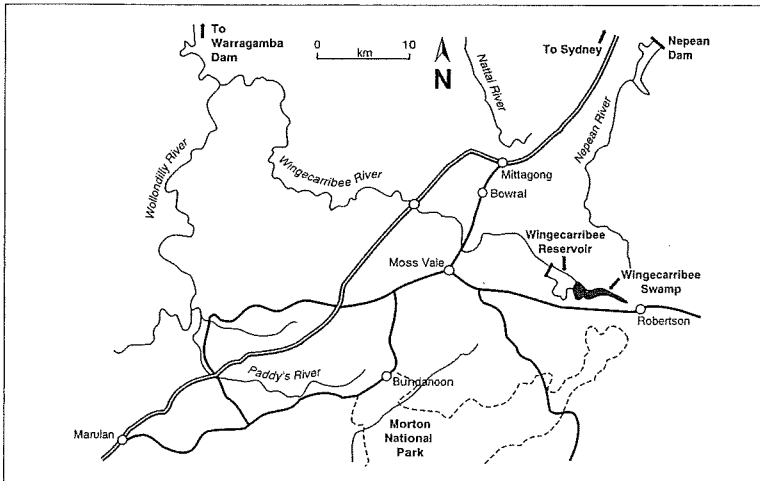 To
Warragamba
Dam
0 10
km
N
Nattai River
To Sydney
Nepean
Dam
Nepean River
Wollondilly River
Wingecarribee River
Mittagong
Bowral
Wingecarribee
Reservoir
Moss Vale
Wingecarribee
Swamp
Robertson
Paddy's River
Bundanoon
Morton
National
Park
Marulan